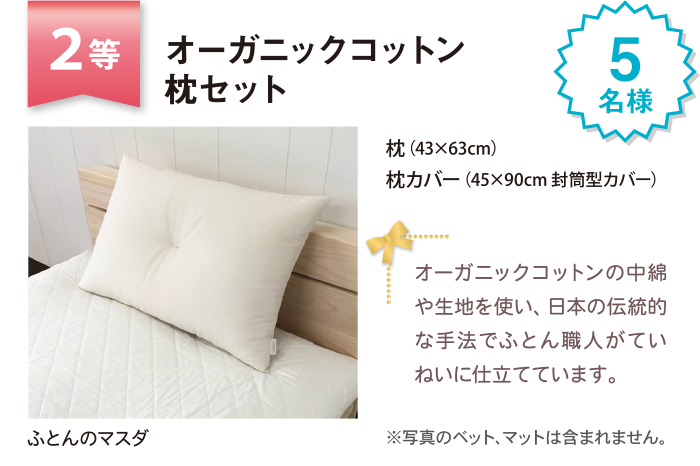 2等
オーガニックコットン
枕セット
5
名様
枕（43×63cm）
枕カバー（45×90cm 封筒型カバー）
オーガニックコットンの中綿
や生地を使い、日本の伝統的
な手法でふとん職人がてい
ねいに仕立てています。
ふとんのマスダ
※写真のベット、マットは含まれません。